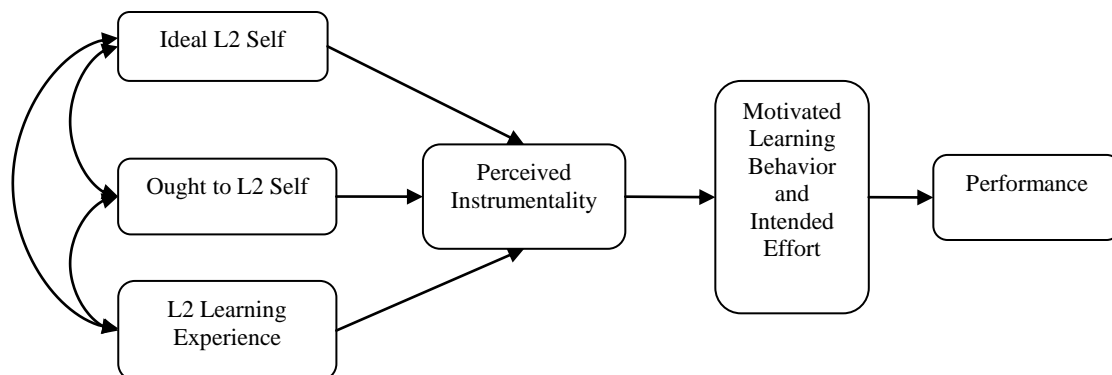 Ideal L2 Self
Ought to L2 Self
L2 Learning
Experience
Perceived
Instrumentality
Motivated
Learning
Behavior
and
Intended
Effort
Performance